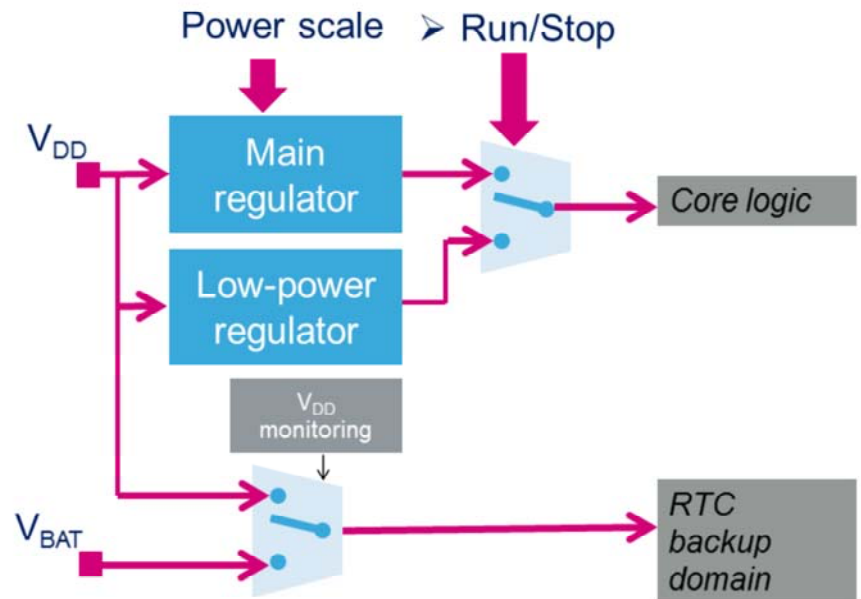 Power scale
➢ Run/Stop
VDD
Main
regulator
Core logic
Low-power
regulator
VDD
monitoring
VBAT
RTC
backup
domain